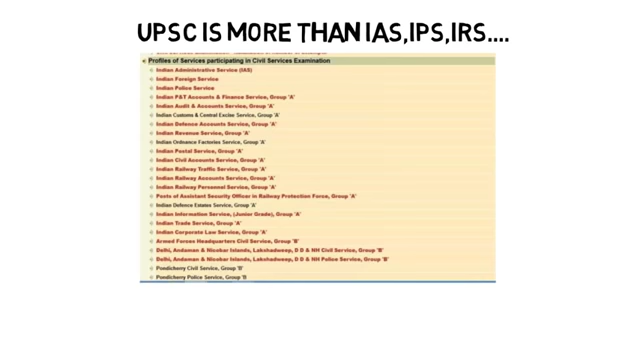 UPSC IS MORE THAN IAS,IPS,IRS....
Profiles of Services participating in Civil Services Examination
Indian Administrative Service (IAS)
Indian Foreign Service
Indian Police Service
Indian P&T Accounts & Finance Service, Group 'A'
Indian Audit & Accounts Service, Group 'A'
Indian Customs & Central Excise Service, Group 'A'
Indian Defence Accounts Service, Group 'A'
Indian Revenue Service, Group 'A'
Indian Ordnance Factories Service, Group 'A'
Indian Postal Service, Group 'A'
Indian Civil Accounts Service, Group 'A'
Indian Railway Traffic Service, Group 'A'
Indian Railway Accounts Service, Group 'A'
Indian Railway Personnel Service, Group 'A'
Posts of Assistant Security Officer in Railway Protection Force, Group 'A'
Indian Defence Estates Service, Group 'A'
Indian Information Service, (Junior Grade), Group 'A'
Indian Trade Service, Group 'A'
Indian Corporate Law Service, Group 'A'
Armed Forces Headquarters Civil Service, Group 'B'
Delhi, Andaman & Nicobar Islands, Lakshadweep, D D & NH Civil Service, Group 'B'
Delhi, Andaman & Nicobar Islands, Lakshadweep, D D & NH Police Service, Group 'B'
Pondicherry Civil Service, Group 'B'
Pondicherry Police Service, Group 'B